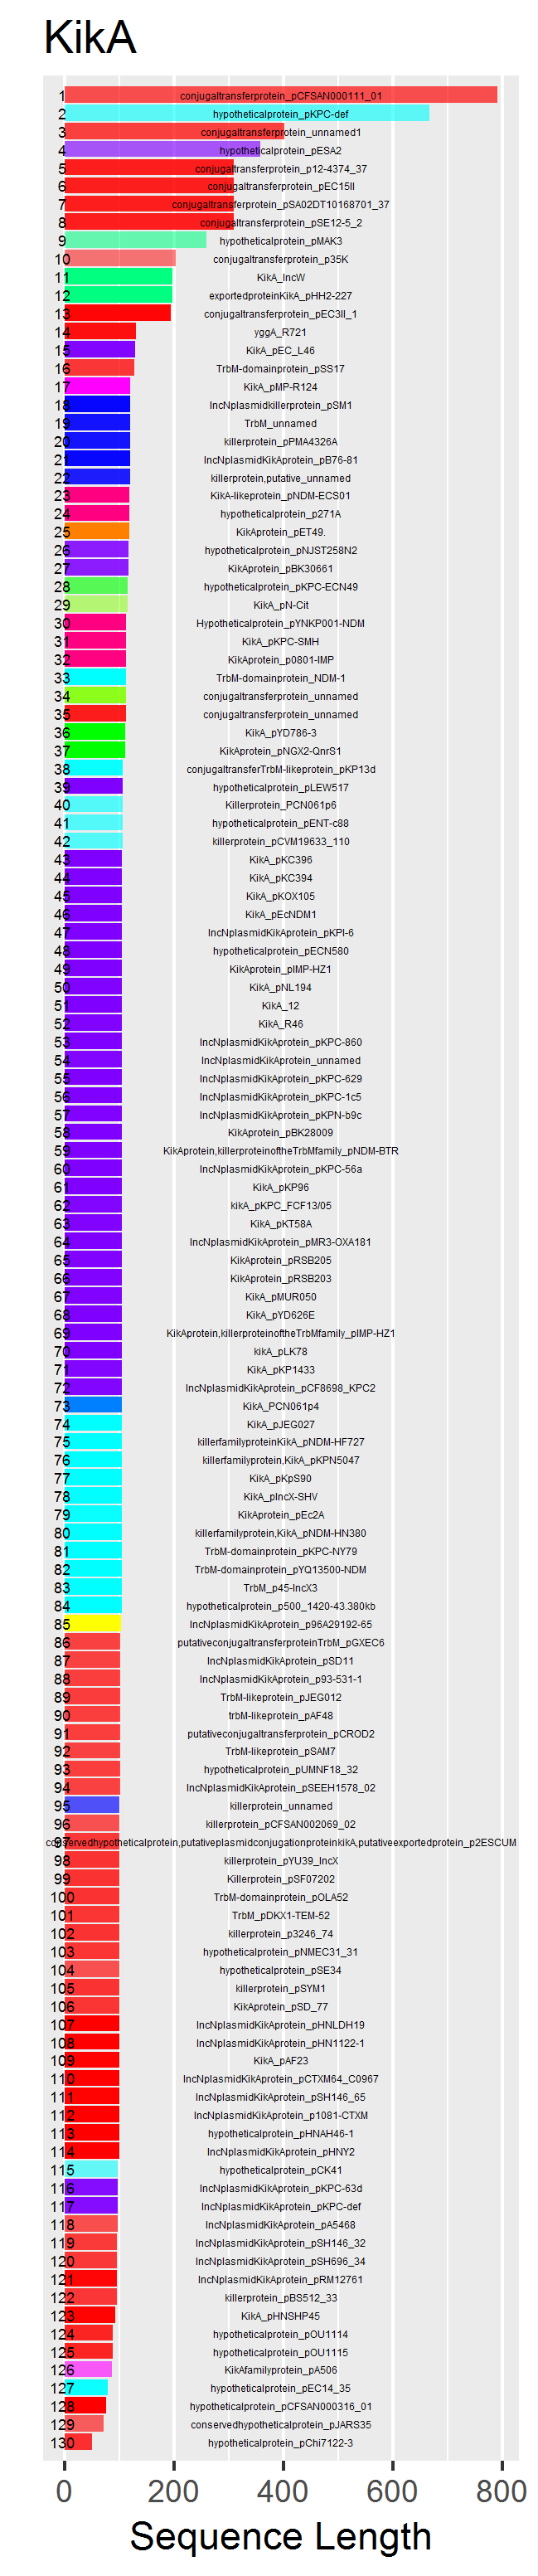 KikA
1 conjugaltransferprotein_pCFSAN000111_01
2 hypotheticalprotein_pKPC-def
3 conjugaltransferprotein_unnamed1
4 hypotheticalprotein_pESA2
5 conjugaltransferprotein_p12-4374_37
6 conjugaltransferprotein_pEC15II
7 conjugaltransferprotein_pSA02DT10168701_37
8 conjugaltransferprotein_pSE12-5_2
9 hypotheticalprotein_pMAK3
10 conjugaltransferprotein_p35K
11 KikA_IncW
12 exportedproteinKikA_pHH2-227
13 conjugaltransferprotein_pEC3II_1
14 yggA_R721
15 KikA_pEC_L46
16 TrbM-domainprotein_pSS17
17 KikA_pMP-R124
18 IncNplasmidkillerprotein_pSM1
19 TrbM_unnamed
20 killerprotein_pPMA4326A
21 IncNplasmidKikAprotein_pB76-81
22 killerprotein,putative_unnamed
23 KikA-likeprotein_pNDM-ECS01
24 hypotheticalprotein_p271A
25 KikAprotein_pET49.
26 hypotheticalprotein_pNJST258N2
27 KikAprotein_pBK30661
28 hypotheticalprotein_pKPC-ECN49
29 KikA_pN-Cit
30 Hypotheticalprotein_pYNKP001-NDM
31 KikA_pKPC-SMH
32 KikAprotein_p0801-IMP
33 TrbM-domainprotein_NDM-1
34 conjugaltransferprotein_unnamed
35 conjugaltransferprotein_unnamed
36 KikA_pYD786-3
37 KikAprotein_pNGX2-QnrS1
38 conjugaltransferTrbM-likeprotein_pKP13d
39 hypotheticalprotein_pLEW517
40 Killerprotein_PCN061p6
41 hypotheticalprotein_pENT-c88
42 killerprotein_pCVM19633_110
43 KikA_pKC396
44 KikA_pKC394
45 KikA_pKOX105
46 KikA_pEcNDM1
47 IncNplasmidKikAprotein_pKPI-6
48 hypotheticalprotein_pECN580
49 KikAprotein_pIMP-HZ1
50 KikA_pNL194
51 KikA_12
52 KikA_R46
53 IncNplasmidKikAprotein_pKPC-860
54 IncNplasmidKikAprotein_unnamed
55 IncNplasmidKikAprotein_pKPC-629
56 IncNplasmidKikAprotein_pKPC-1c5
57 IncNplasmidKikAprotein_pKPN-b9c
58 KikAprotein_pBK28009
59 KikAprotein,killerproteinoftheTrbMfamily_pNDM-BTR
60 IncNplasmidKikAprotein_pKPC-56a
61 KikA_pKP96
62 kikA_pKPC_FCF13/05
63 KikA_pKT58A
64 IncNplasmidKikAprotein_pMR3-OXA181
65 KikAprotein_pRSB205
66 KikAprotein_pRSB203
67 KikA_pMUR050
68 KikA_pYD626E
69 KikAprotein,killerproteinoftheTrbMfamily_pIMP-HZ1
70 kikA_pLK78
71 KikA_pKP1433
72 IncNplasmidKikAprotein_pCF8698_KPC2
73 KikA_PCN061p4
74 KikA_pJEG027
75 killerfamilyproteinKikA_pNDM-HF727
76 killerfamilyprotein,KikA_pKPN5047
77 KikA_pKpS90
78 KikA_pIncX-SHV
79 KikAprotein_pEc2A
80 killerfamilyprotein,KikA_pNDM-HN380
81 TrbM-domainprotein_pKPC-NY79
82 TrbM-domainprotein_pYQ13500-NDM
83 TrbM_p45-IncX3
84 hypotheticalprotein_p500_1420-43.380kb
85 IncNplasmidKikAprotein_p96A29192-65
86 putativeconjugaltransferproteinTrbM_pGXEC6
87 IncNplasmidKikAprotein_pSD11
88 IncNplasmidKikAprotein_p93-531-1
89 TrbM-likeprotein_pJEG012
90 trbM-likeprotein_pAF48
91 putativeconjugaltransferprotein_pCROD2
92 TrbM-likeprotein_pSAM7
93 hypotheticalprotein_pUMNF18_32
94 IncNplasmidKikAprotein_pSEEH1578_02
95 killerprotein_unnamed
96 killerprotein_pCFSAN002069_02
97 conservedhypotheticalprotein,putativeplasmidconjugationproteinkikA,putativeexportedprotein_p2ESCUM
98 killerprotein_pYU39_IncX
99 Killerprotein_pSF07202
100 TrbM-domainprotein_pOLA52
101 TrbM_pDKX1-TEM-52
102 killerprotein_p3246_74
103 hypotheticalprotein_pNMEC31_31
104 hypotheticalprotein_pSE34
105 killerprotein_pSYM1
106 KikAprotein_pSD_77
107 IncNplasmidKikAprotein_pHNLDH19
108 IncNplasmidKikAprotein_pHN1122-1
109 KikA_pAF23
110 IncNplasmidKikAprotein_pCTXM64_C0967
111 IncNplasmidKikAprotein_pSH146_65
112 IncNplasmidKikAprotein_p1081-CTXM
113 hypotheticalprotein_pHNAH46-1
114 IncNplasmidKikAprotein_pHNY2
115 hypotheticalprotein_pCK41
116 IncNplasmidKikAprotein_pKPC-63d
117 IncNplasmidKikAprotein_pKPC-def
118 IncNplasmidKikAprotein_pA5468
119 IncNplasmidKikAprotein_pSH146_32
120 IncNplasmidKikAprotein_pSH696_34
121 IncNplasmidKikAprotein_pRM12761
122 killerprotein_pBS512_33
123 KikA_pHNSHP45
124 hypotheticalprotein_pOU1114
125 hypotheticalprotein_pOU1115
126 KikAfamilyprotein_pA506
127 hypotheticalprotein_pEC14_35
128 hypotheticalprotein_pCFSAN000316_01
129 conservedhypotheticalprotein_pJARS35
130 hypotheticalprotein_pChi7122-3
0 200 400 600 800
Sequence Length